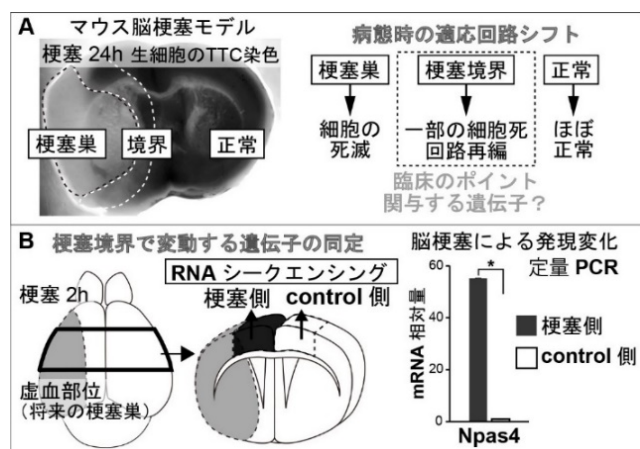 A
マウス脳梗塞モデル
梗塞 24h 生細胞のTTC染色
梗塞巣
境界
正常
病態時の適応回路シフト
梗塞巣
梗塞境界
正常
細胞の
死滅
一部の細胞死
回路再編
ほぼ
正常
臨床のポイント
関与する遺伝子？
B
梗塞境界で変動する遺伝子の同定
RNA シークエンシング
梗塞 2h
梗塞側
control 側
虚血部位
（将来の梗塞巣）
脳梗塞による発現変化
定量 PCR
*
60
40
20
0
mRNA 相対量
梗塞側
control 側
Npas4